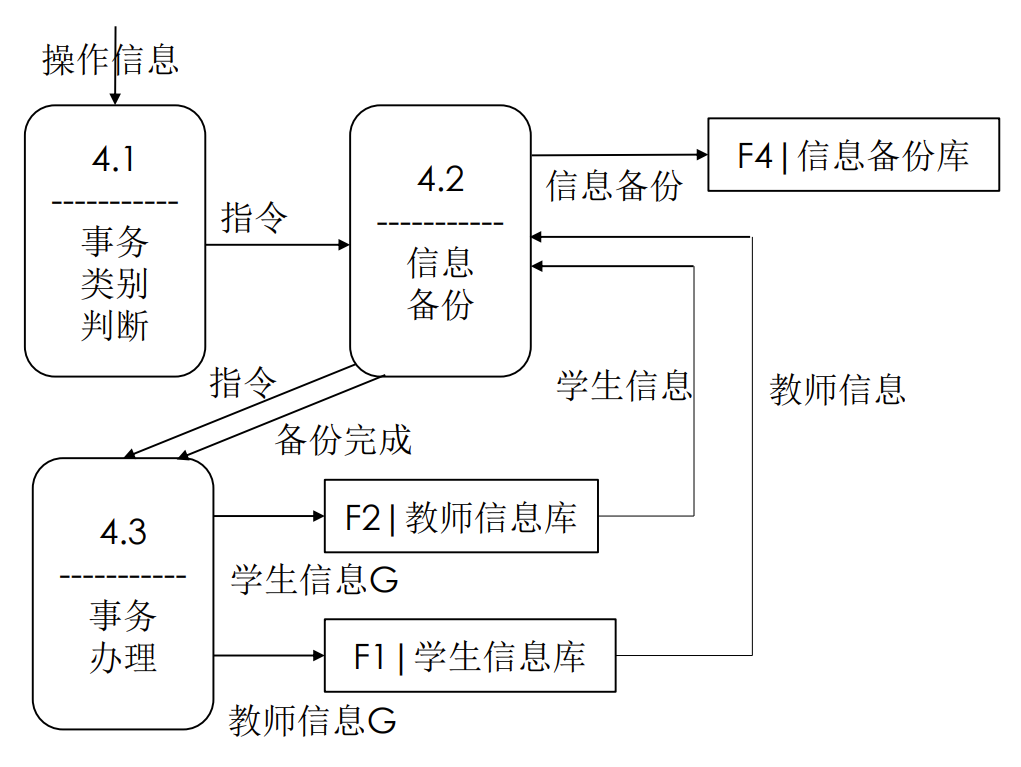 操作信息
4.1
-----------
事务
类别
判断
指令
4.2
-----------
信息
备份
信息备份
F4|信息备份库
指令
备份完成
学生信息
教师信息
4.3
-----------
事务
办理
F2|教师信息库
学生信息G
F1|学生信息库
教师信息G